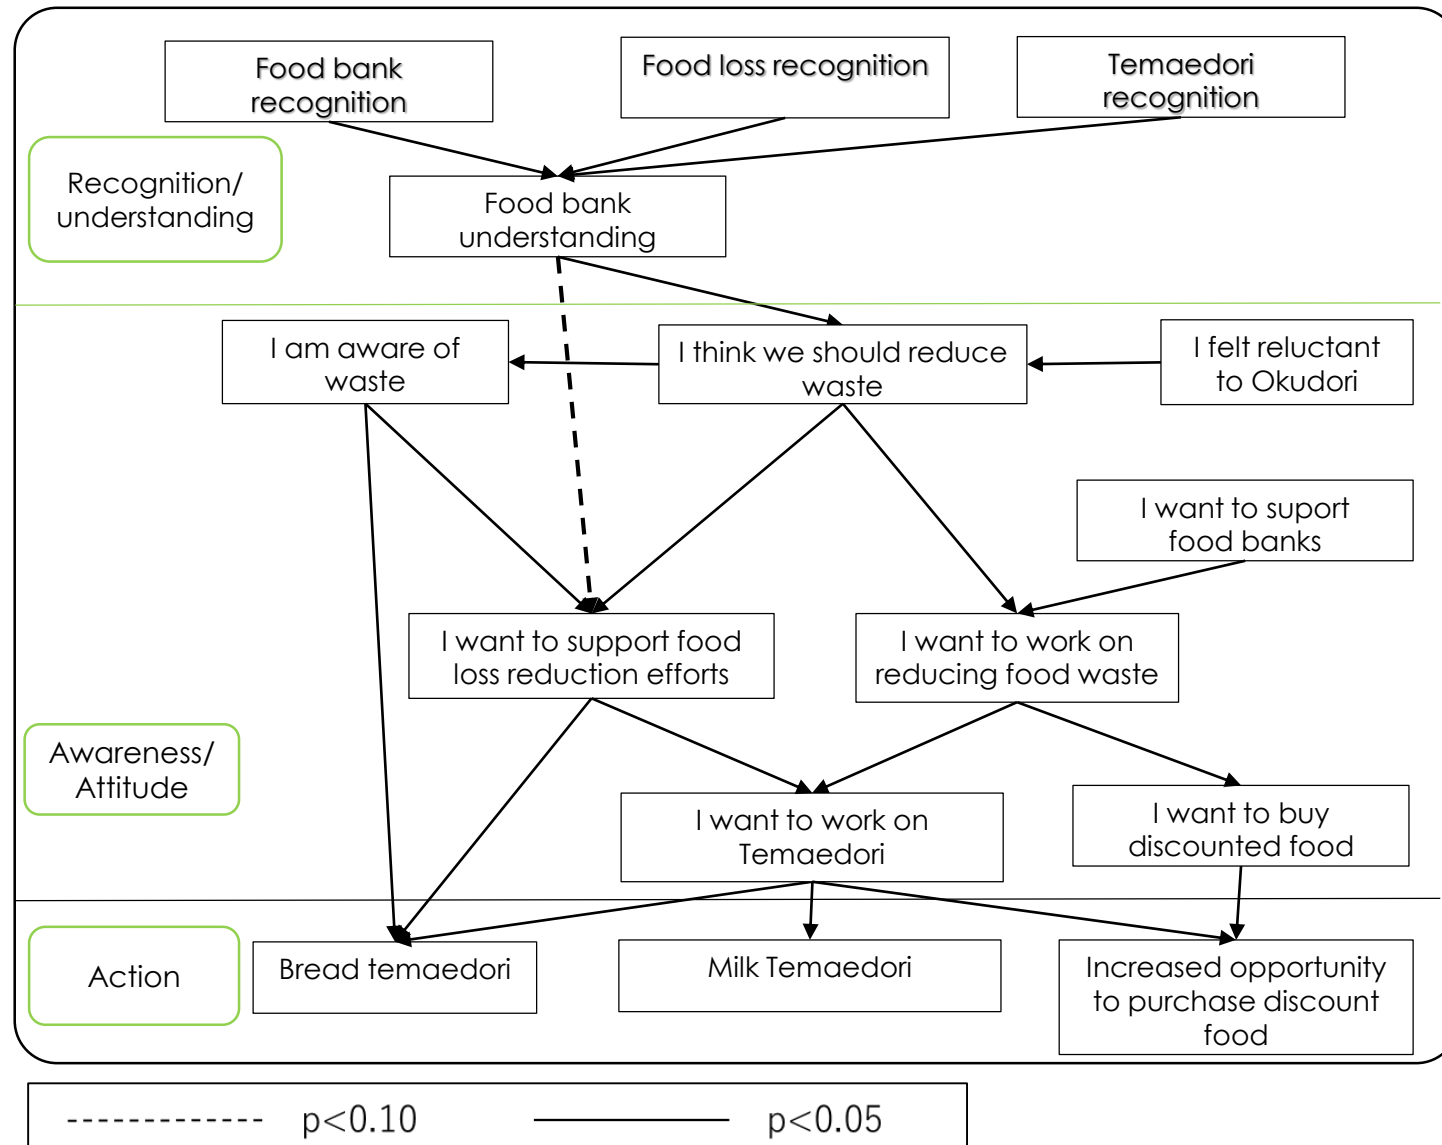 Food bank
recognition
Food loss recognition
Temaedori
recognition
Recognition/
understanding
Food bank
understanding
I am aware of
waste
I think we should reduce
waste
I felt reluctant
to Okudori
I want to suport
food banks
I want to support food
loss reduction efforts
I want to work on
reducing food waste
Awareness/
Attitude
I want to work on
Temaedori
I want to buy
discounted food
Action
Bread temaedori
Milk Temaedori
Increased opportunity
to purchase discount
food
p<0.10
p<0.05